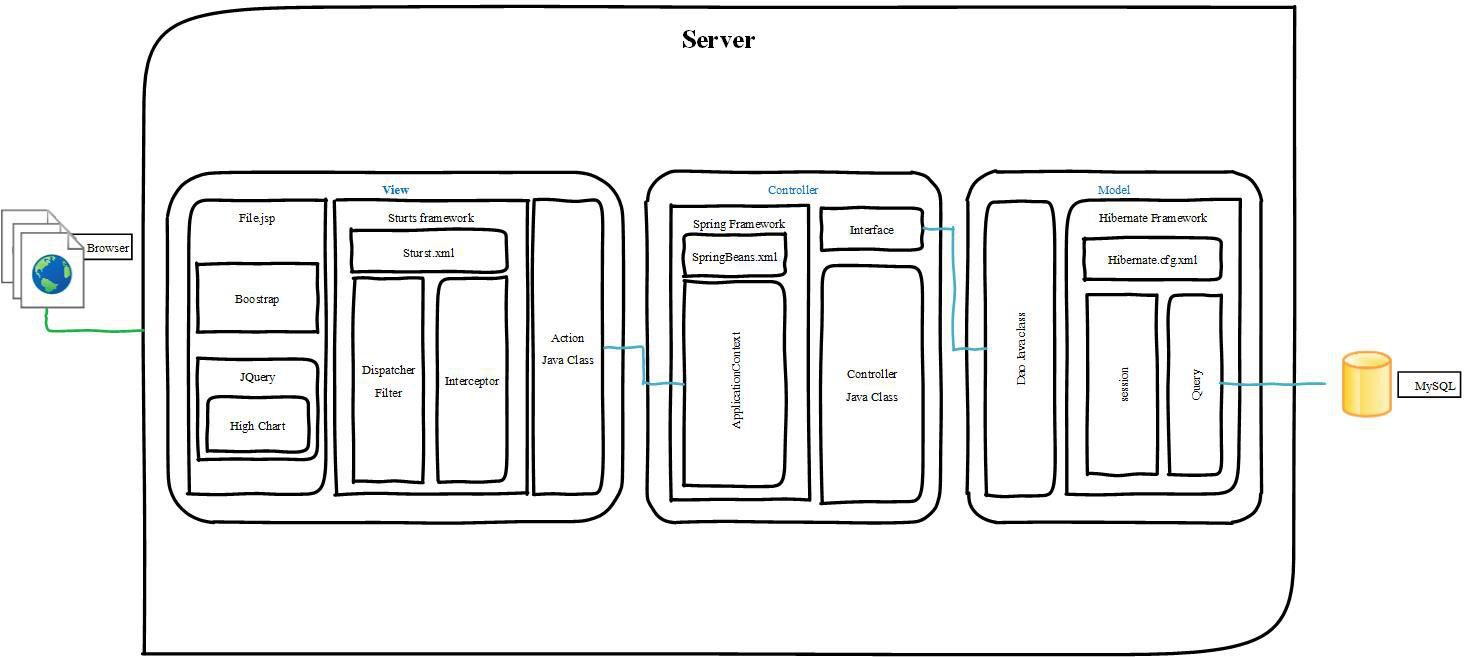 Server
Browser
View
File.jsp
Boostrap
JQuery
High Chart
Sturts framework
Sturst.xml
Dispatcher
Filter
Interceptor
Action
Java Class
Controller
Spring Framework
SpringBeans.xml
ApplicationContext
Interface
Controller
Java Class
Model
Dao Java class
Hibernate Framework
Hibernate.cfg.xml
session
Query
MySQL